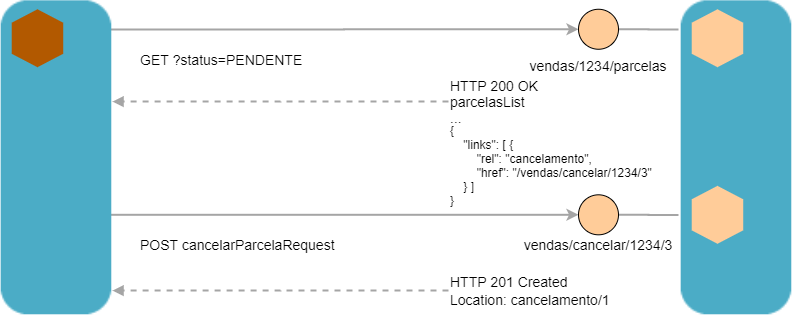 GET ?status=PENDENTE
vendas/1234/parcelas
HTTP 200 OK
parcelasList
...
{
"links": [ {
"rel": "cancelamento",
"href": "/vendas/cancelar/1234/3"
} ]
}
POST cancelarParcelaRequest
vendas/cancelar/1234/3
HTTP 201 Created
Location: cancelamento/1